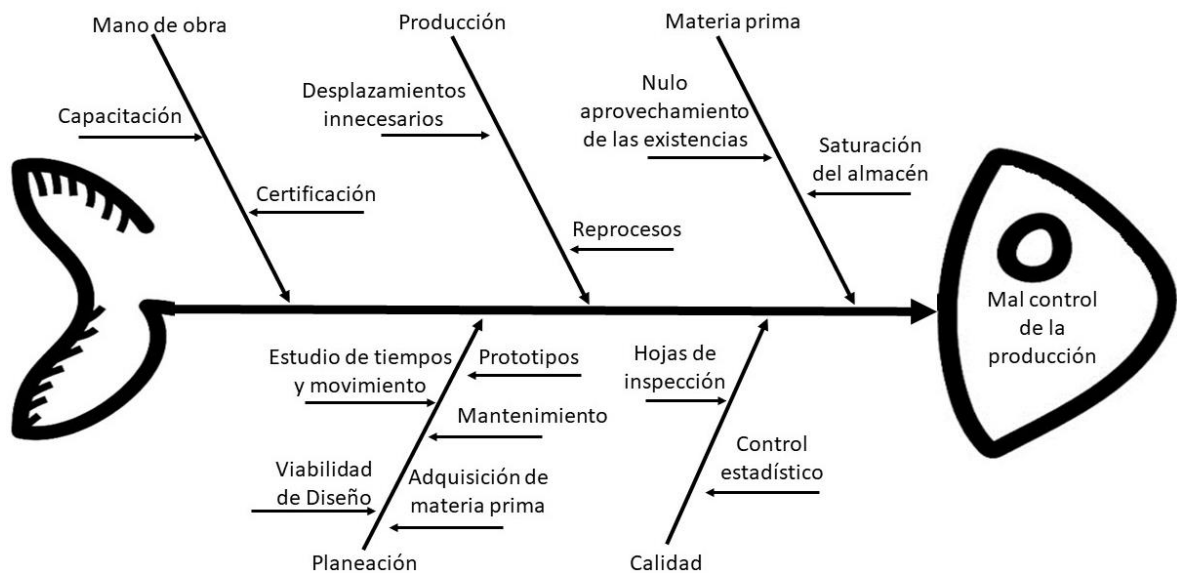 Mano de obra
Producción
Materia prima
Capacitación
Certificación
Desplazamientos
innecesarios
Reprocesos
Nulo
aprovechamiento
de las existencias
Saturación
del almacén
Mal control
de la
producción
Estudio de tiempos
y movimiento
Prototipos
Mantenimiento
Viabilidad
de Diseño
Adquisición de
materia prima
Planeación
Hojas de
inspección
Control
estadístico
Calidad